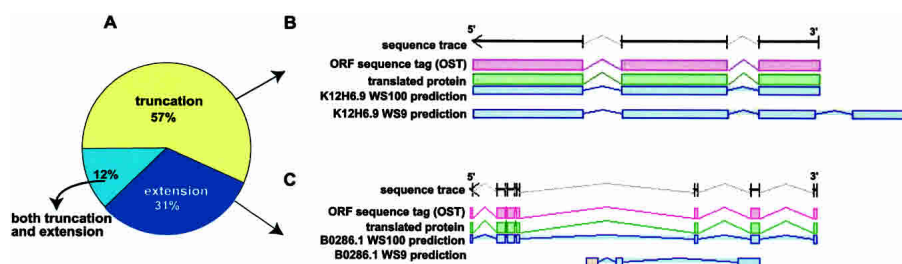 A
truncation
57%
12%
extension
31%
both truncation
and extension
B
5'
3'
sequence trace
ORF sequence tag (OST)
translated protein
K12H6.9 WS100 prediction
K12H6.9 WS9 prediction
C
5'
3'
sequence trace
ORF sequence tag (OST)
translated protein
B0286.1 WS100 prediction
B0286.1 WS9 prediction